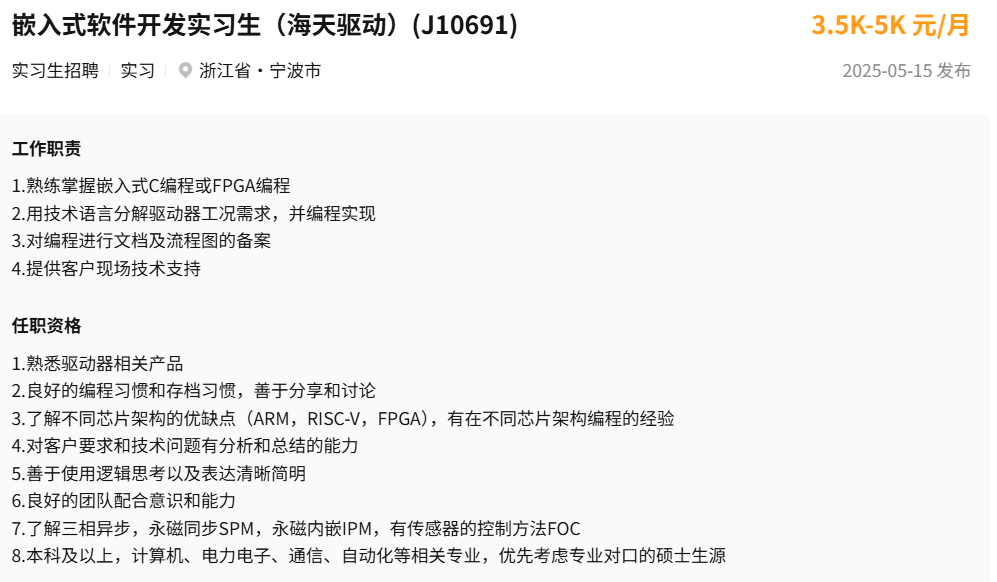 嵌入式软件开发实习生（海天驱动）(J10691)
3.5K-5K 元/月
实习生招聘 实习 浙江省·宁波市
2025-05-15 发布
工作职责
1.熟练掌握嵌入式C编程或FPGA编程
2.用技术语言分解驱动器工况需求，并编程实现
3.对编程进行文档及流程图的备案
4.提供客户现场技术支持
任职资格
1.熟悉驱动器相关产品
2.良好的编程习惯和存档习惯，善于分享和讨论
3.了解不同芯片架构的优缺点（ARM，RISC-V，FPGA），有在不同芯片架构编程的经验
4.对客户要求和技术问题有分析和总结的能力
5.善于使用逻辑思考以及表达清晰简明
6.良好的团队配合意识和能力
7.了解三相异步，永磁同步SPM，永磁内嵌IPM，有传感器的控制方法FOC
8.本科及以上，计算机、电力电子、通信、自动化等相关专业，优先考虑专业对口的硕士生源